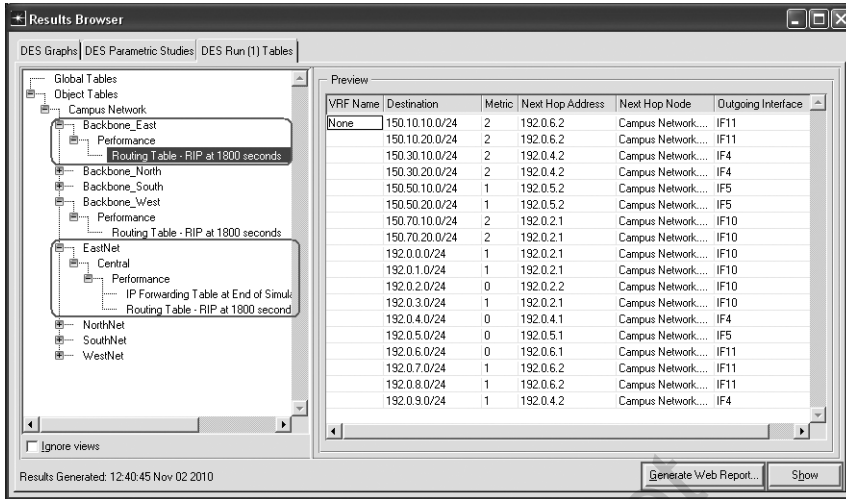 Results Browser
DES Graphs DES Parametric Studies DES Run (1) Tables
Global Tables
Object Tables
Campus Network
Backbone_East
Performance
Routing Table - RIP at 1800 seconds
Backbone_North
Backbone_South
Backbone_West
Performance
Routing Table - RIP at 1800 seconds
EastNet
Central
Performance
IP Forwarding Table at End of Simula
Routing Table - RIP at 1800 second
NorthNet
SouthNet
WestNet
Ignore views
Preview
VRF Name Destination Metric Next Hop Address Next Hop Node Outgoing Interface
None 150.10.10.0/24 2 192.0.6.2 Campus Network.... IF11
150.10.20.0/24 2 192.0.6.2 Campus Network.... IF11
150.30.10.0/24 2 192.0.4.2 Campus Network.... IF4
150.30.20.0/24 2 192.0.4.2 Campus Network.... IF4
150.50.10.0/24 1 192.0.5.2 Campus Network.... IF5
150.50.20.0/24 1 192.0.5.2 Campus Network.... IF5
150.70.10.0/24 2 192.0.2.1 Campus Network.... IF10
150.70.20.0/24 2 192.0.2.1 Campus Network.... IF10
192.0.0.0/24 1 192.0.2.1 Campus Network.... IF10
192.0.1.0/24 1 192.0.2.1 Campus Network.... IF10
192.0.2.0/24 0 192.0.2.2 Campus Network.... IF10
192.0.3.0/24 1 192.0.2.1 Campus Network.... IF10
192.0.4.0/24 0 192.0.4.1 Campus Network.... IF4
192.0.5.0/24 0 192.0.5.1 Campus Network.... IF5
192.0.6.0/24 0 192.0.6.1 Campus Network.... IF11
192.0.7.0/24 1 192.0.6.2 Campus Network.... IF11
192.0.8.0/24 1 192.0.6.2 Campus Network.... IF11
192.0.9.0/24 1 192.0.4.2 Campus Network.... IF4
Results Generated: 12:40:45 Nov 02 2010
Generate Web Report... Show